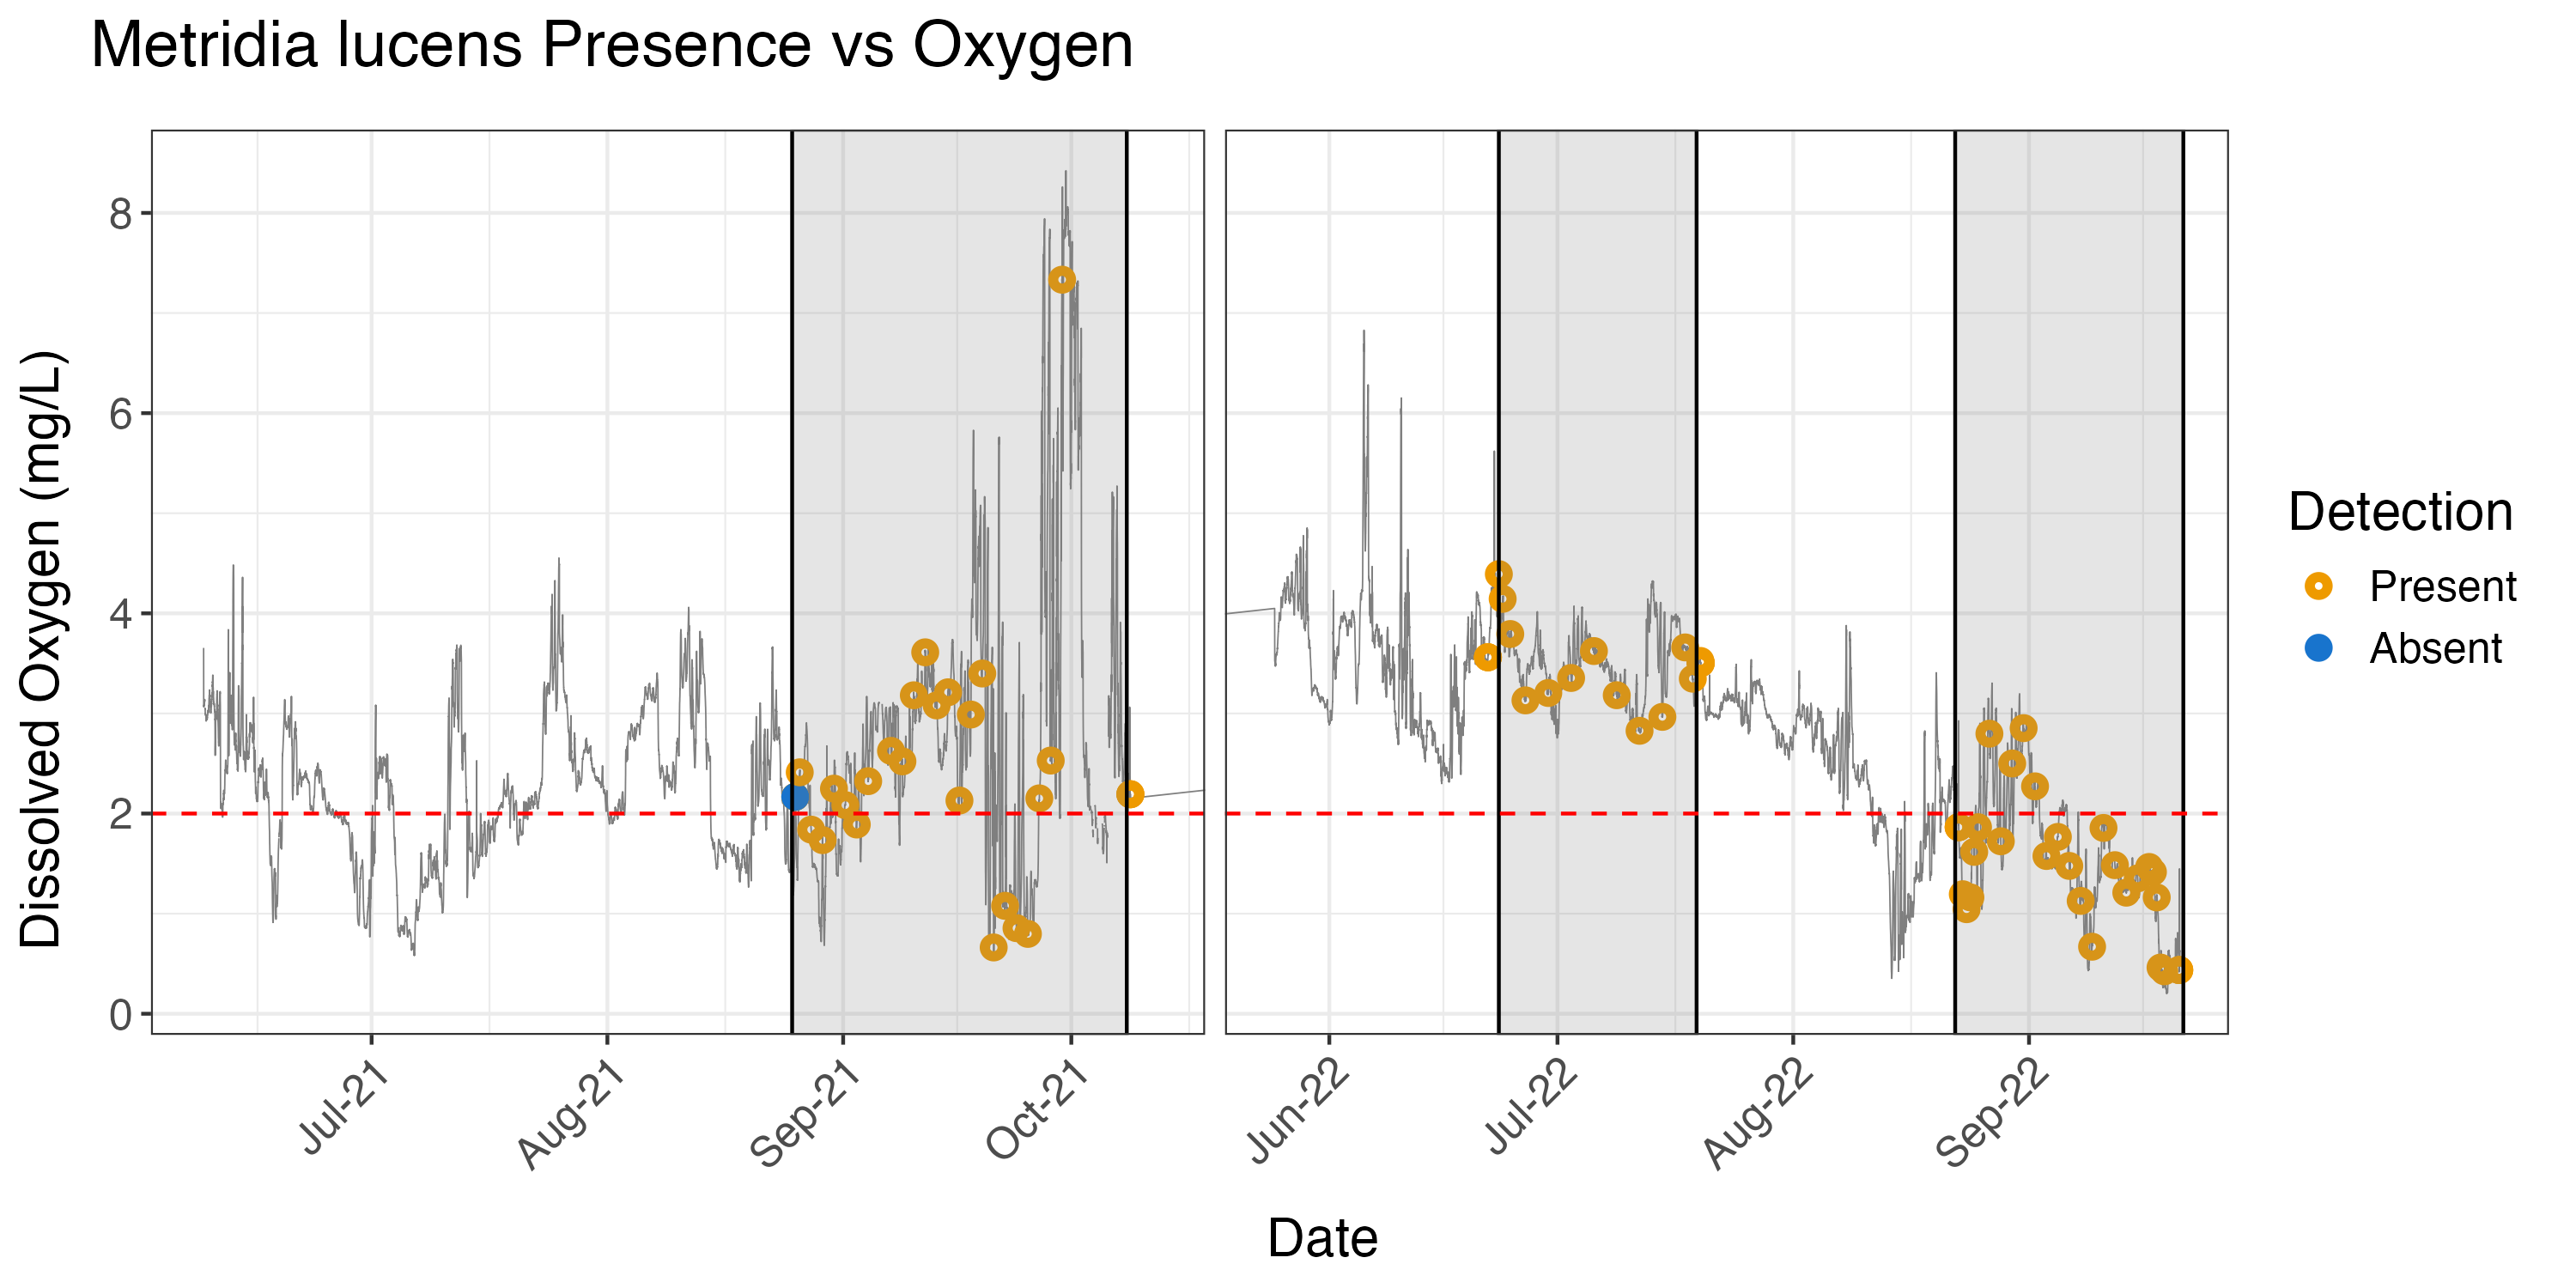 Metridia lucens Presence vs Oxygen
Dissolved Oxygen (mg/L)
8
6
4
2
0
Jul-21
Aug-21
Sep-21
Oct-21
Jun-22
Jul-22
Aug-22
Sep-22
Date
Detection
Present
Absent